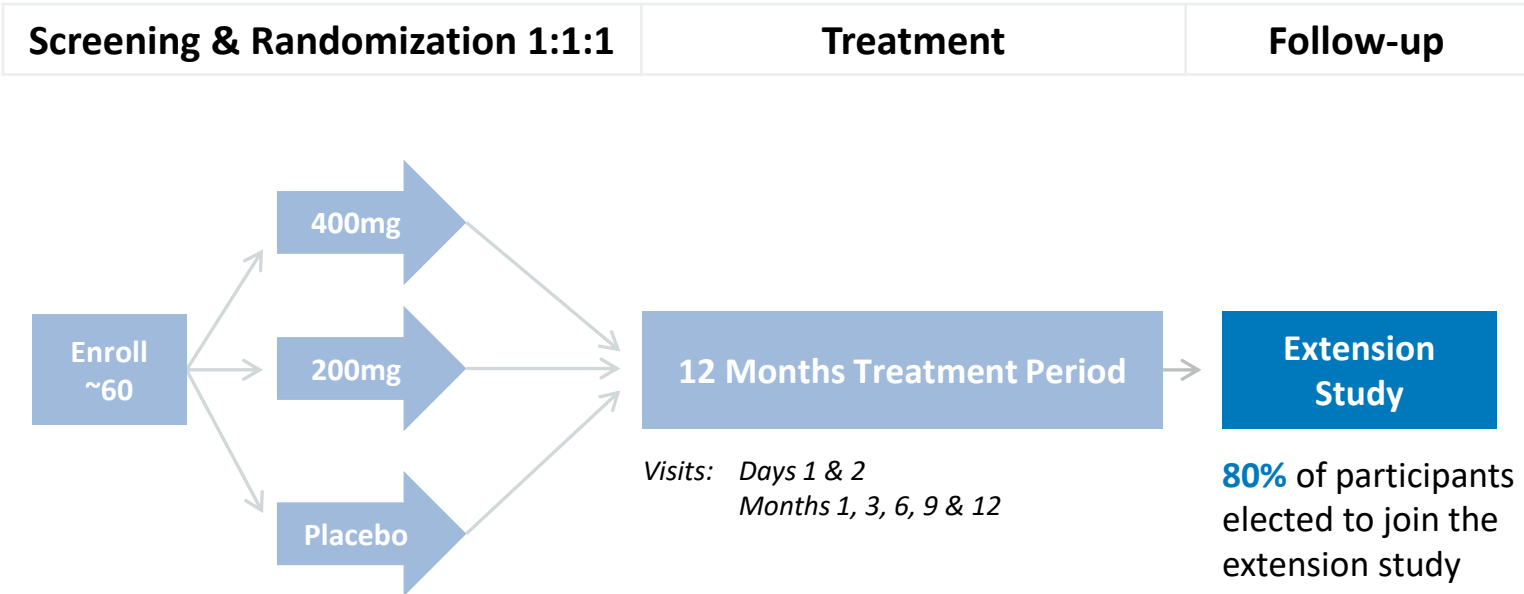 Screening & Randomization 1:1:1
Treatment
Follow-up
400mg
Enroll
~60
200mg
Placebo
12 Months Treatment Period
Visits: Days 1 & 2
Months 1, 3, 6, 9 & 12
Extension
Study
80% of participants
elected to join the
extension study